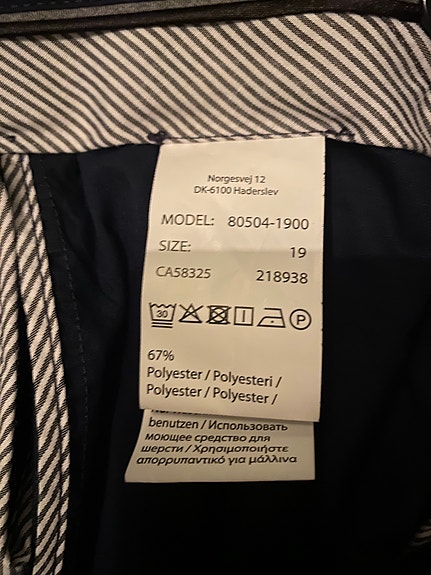 Norgesvej 12
DK-6100 Haderslev
MODEL: 80504-1900
SIZE: 19
CA58325 218938
30 P
67%
Polyester / Polyesteri /
Polyester / Polyester /
benutzen / Использовать
моющее средство для
шерсти / Χρησιμοποιήστε
απορρυπαντικό για μάλλινα